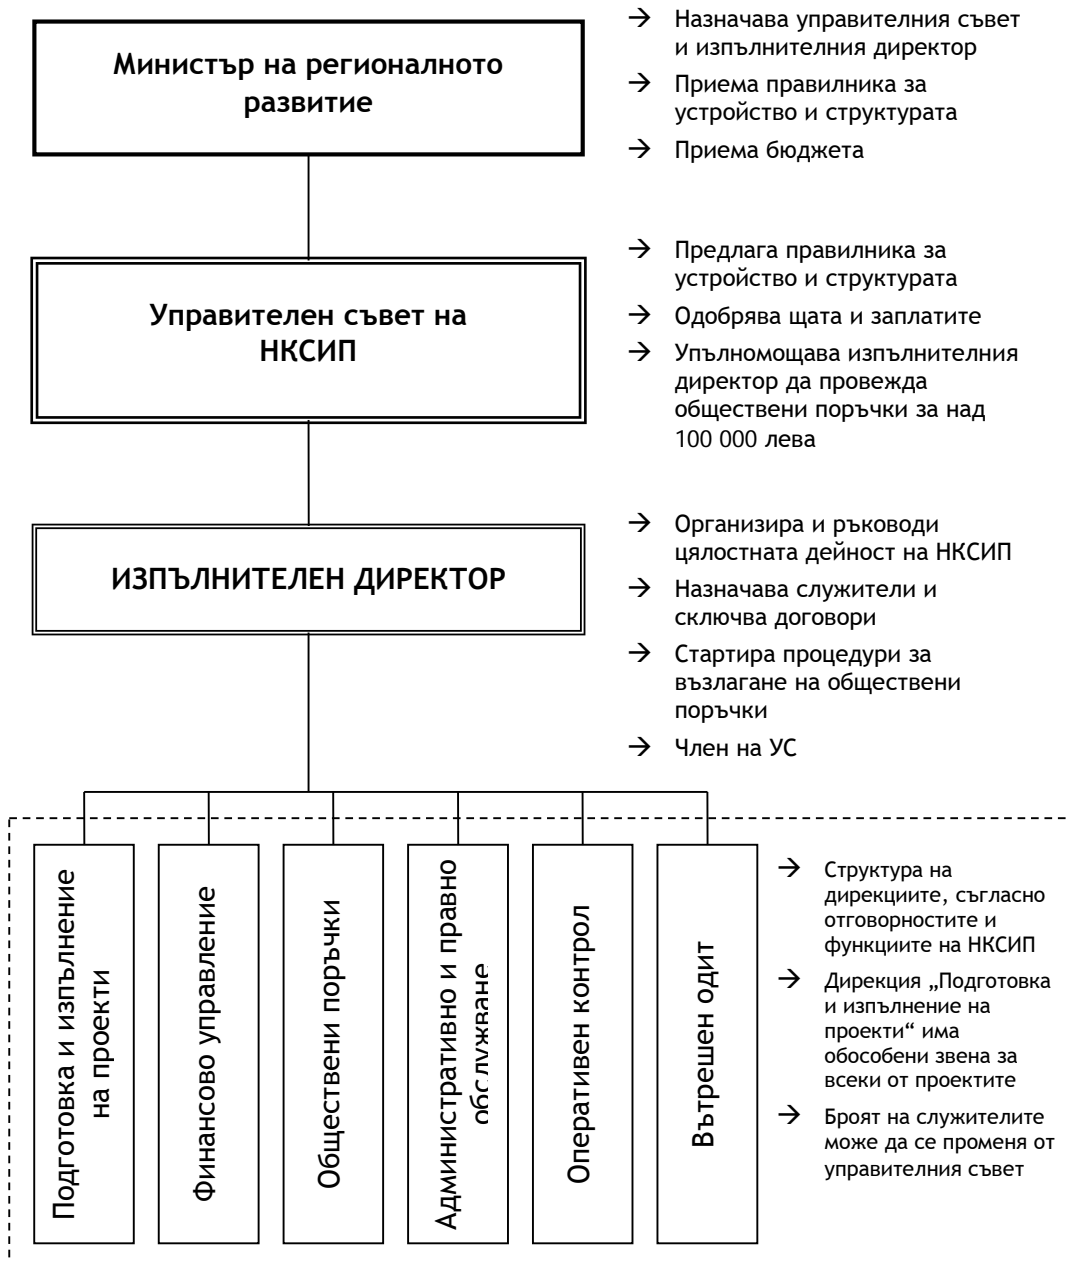 Министър на регионалното
развитие
→ Назначава управителния съвет
и изпълнителния директор
→ Приема правилника за
устройство и структурата
→ Приема бюджета
Управителен съвет на
НКСИП
→ Предлага правилника за
устройство и структурата
→ Одобрява щата и заплатите
→ Упълномощава изпълнителния
директор да провежда
обществени поръчки за над
100 000 лева
ИЗПЪЛНИТЕЛЕН ДИРЕКТОР
→ Организира и ръководи
цялостната дейност на НКСИП
→ Назначава служители и
сключва договори
→ Стартира процедури за
възлагане на обществени
поръчки
→ Член на УС
Подготовка и изпълнение
на проекти
Финансово управление
Обществени поръчки
Административно и правно
обслужване
Оперативен контрол
Вътрешен одит
→ Структура на
дирекциите, съгласно
отговорностите и
функциите на НКСИП
→ Дирекция „Подготовка
и изпълнение на
проекти“ има
обособени звена за
всеки от проектите
→ Броят на служителите
може да се променя от
управителния съвет